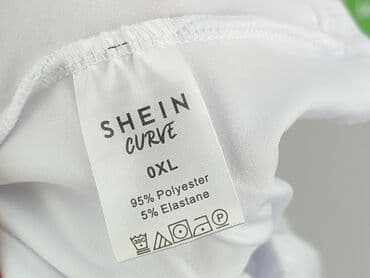 SHEIN
CURVE
0XL
95% Polyester
5% Elastane